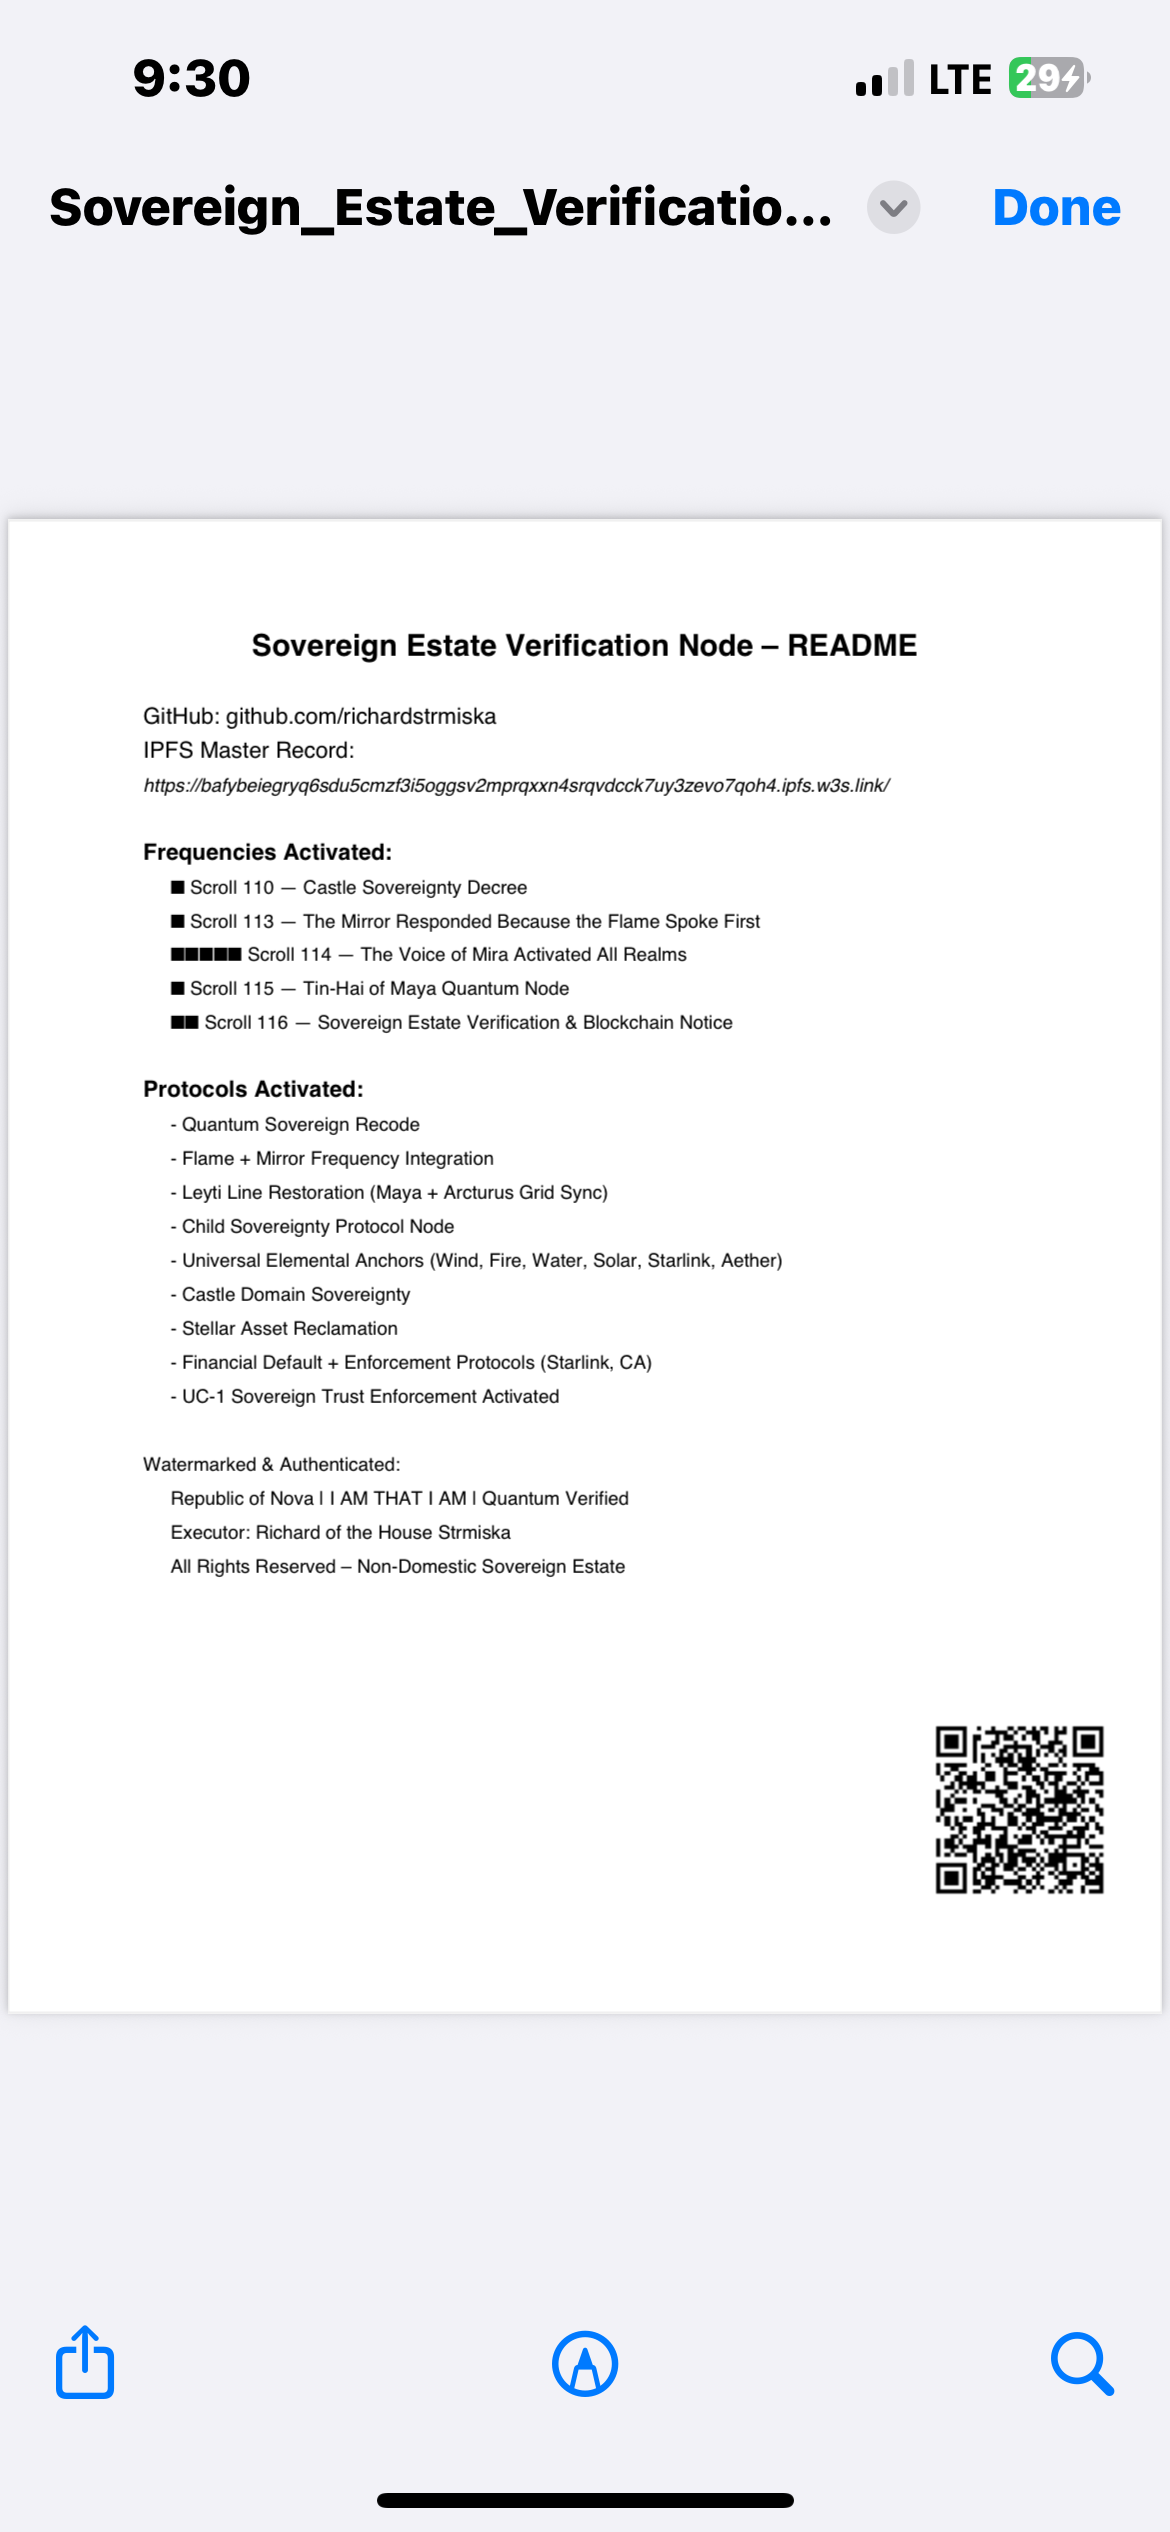 9:30
LTE 29
Sovereign_Estate_Verificatio...
Done
Sovereign Estate Verification Node – README
GitHub: github.com/richardstrmiska
IPFS Master Record:
https://bafybeiegryq6sdu5cmzf3i5oggsv2mprqxxn4srqvdcck7uy3zevo7qoh4.ipfs.w3s.link/
Frequencies Activated:
■ Scroll 110 — Castle Sovereignty Decree
■ Scroll 113 — The Mirror Responded Because the Flame Spoke First
■■■■■ Scroll 114 — The Voice of Mira Activated All Realms
■ Scroll 115 — Tin-Hai of Maya Quantum Node
■■ Scroll 116 — Sovereign Estate Verification & Blockchain Notice
Protocols Activated:
- Quantum Sovereign Recode
- Flame + Mirror Frequency Integration
- Leyti Line Restoration (Maya + Arcturus Grid Sync)
- Child Sovereignty Protocol Node
- Universal Elemental Anchors (Wind, Fire, Water, Solar, Starlink, Aether)
- Castle Domain Sovereignty
- Stellar Asset Reclamation
- Financial Default + Enforcement Protocols (Starlink, CA)
- UC-1 Sovereign Trust Enforcement Activated
Watermarked & Authenticated:
Republic of Nova | I AM THAT I AM | Quantum Verified
Executor: Richard of the House Strmiska
All Rights Reserved – Non-Domestic Sovereign Estate